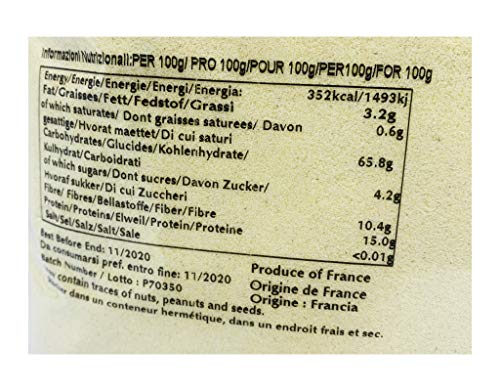 Informazioni Nutrizionali:PER 100g/ PRO 100g/POUR 100g/PER100g/FOR 100g
Energy/Energie/Energie/Energi/Energia: 352kcal/1493kj
Fat/Graisses/Fett/Fedstof/Grassi 3.2g
of which saturates/ Dont graisses saturees/ Davon 0.6g
gesattige/Hvorat maettet/Di cui saturi
Carbohydrates/Glucides/Kohlenhydrate/ 65.8g
Kulhydrat/Carboidrati
of which sugars/Dont sucres/Davon Zucker/ 4.2g
Hvoraf sukker/Di cui Zuccheri
Fibre/ Fibres/Bellastoffe/Fiber/Fibre 10.4g
Protein/Proteins/Elweil/Protein/Proteine 15.0g
Salt/Sel/Salz/Salt/Sale <0.01g
Best Before End: 11/2020
Da consumarsi pref. entro fine: 11/2020
Batch Number / Lotto : P70350
Produce of France
Origine de France
Origine : Francia
contain traces of nuts, peanuts and seeds.
dans un conteneur hermétique, dans un endroit frais et sec.